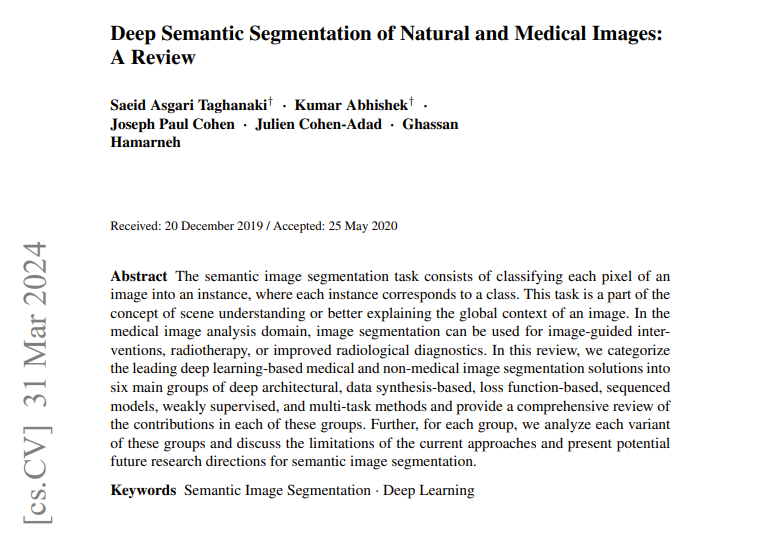 Deep Semantic Segmentation of Natural and Medical Images:
A Review
Saeid Asgari Taghanaki† · Kumar Abhishek† ·
Joseph Paul Cohen · Julien Cohen-Adad · Ghassan
Hamarneh
Received: 20 December 2019 / Accepted: 25 May 2020
Abstract The semantic image segmentation task consists of classifying each pixel of an
image into an instance, where each instance corresponds to a class. This task is a part of the
concept of scene understanding or better explaining the global context of an image. In the
medical image analysis domain, image segmentation can be used for image-guided inter-
ventions, radiotherapy, or improved radiological diagnostics. In this review, we categorize
the leading deep learning-based medical and non-medical image segmentation solutions into
six main groups of deep architectural, data synthesis-based, loss function-based, sequenced
models, weakly supervised, and multi-task methods and provide a comprehensive review of
the contributions in each of these groups. Further, for each group, we analyze each variant
of these groups and discuss the limitations of the current approaches and present potential
future research directions for semantic image segmentation.
Keywords Semantic Image Segmentation · Deep Learning
[cs.CV] 31 Mar 2024